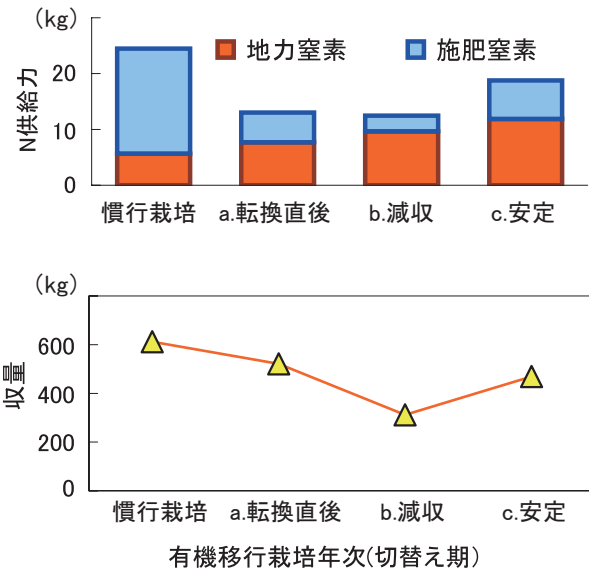 (kg)
地力窒素 施肥窒素
N供給力
20
10
0
慣行栽培 a.転換直後 b.減収 c.安定
(kg)
収量
600
400
200
0
慣行栽培 a.転換直後 b.減収 c.安定
有機移行栽培年次(切替え期)